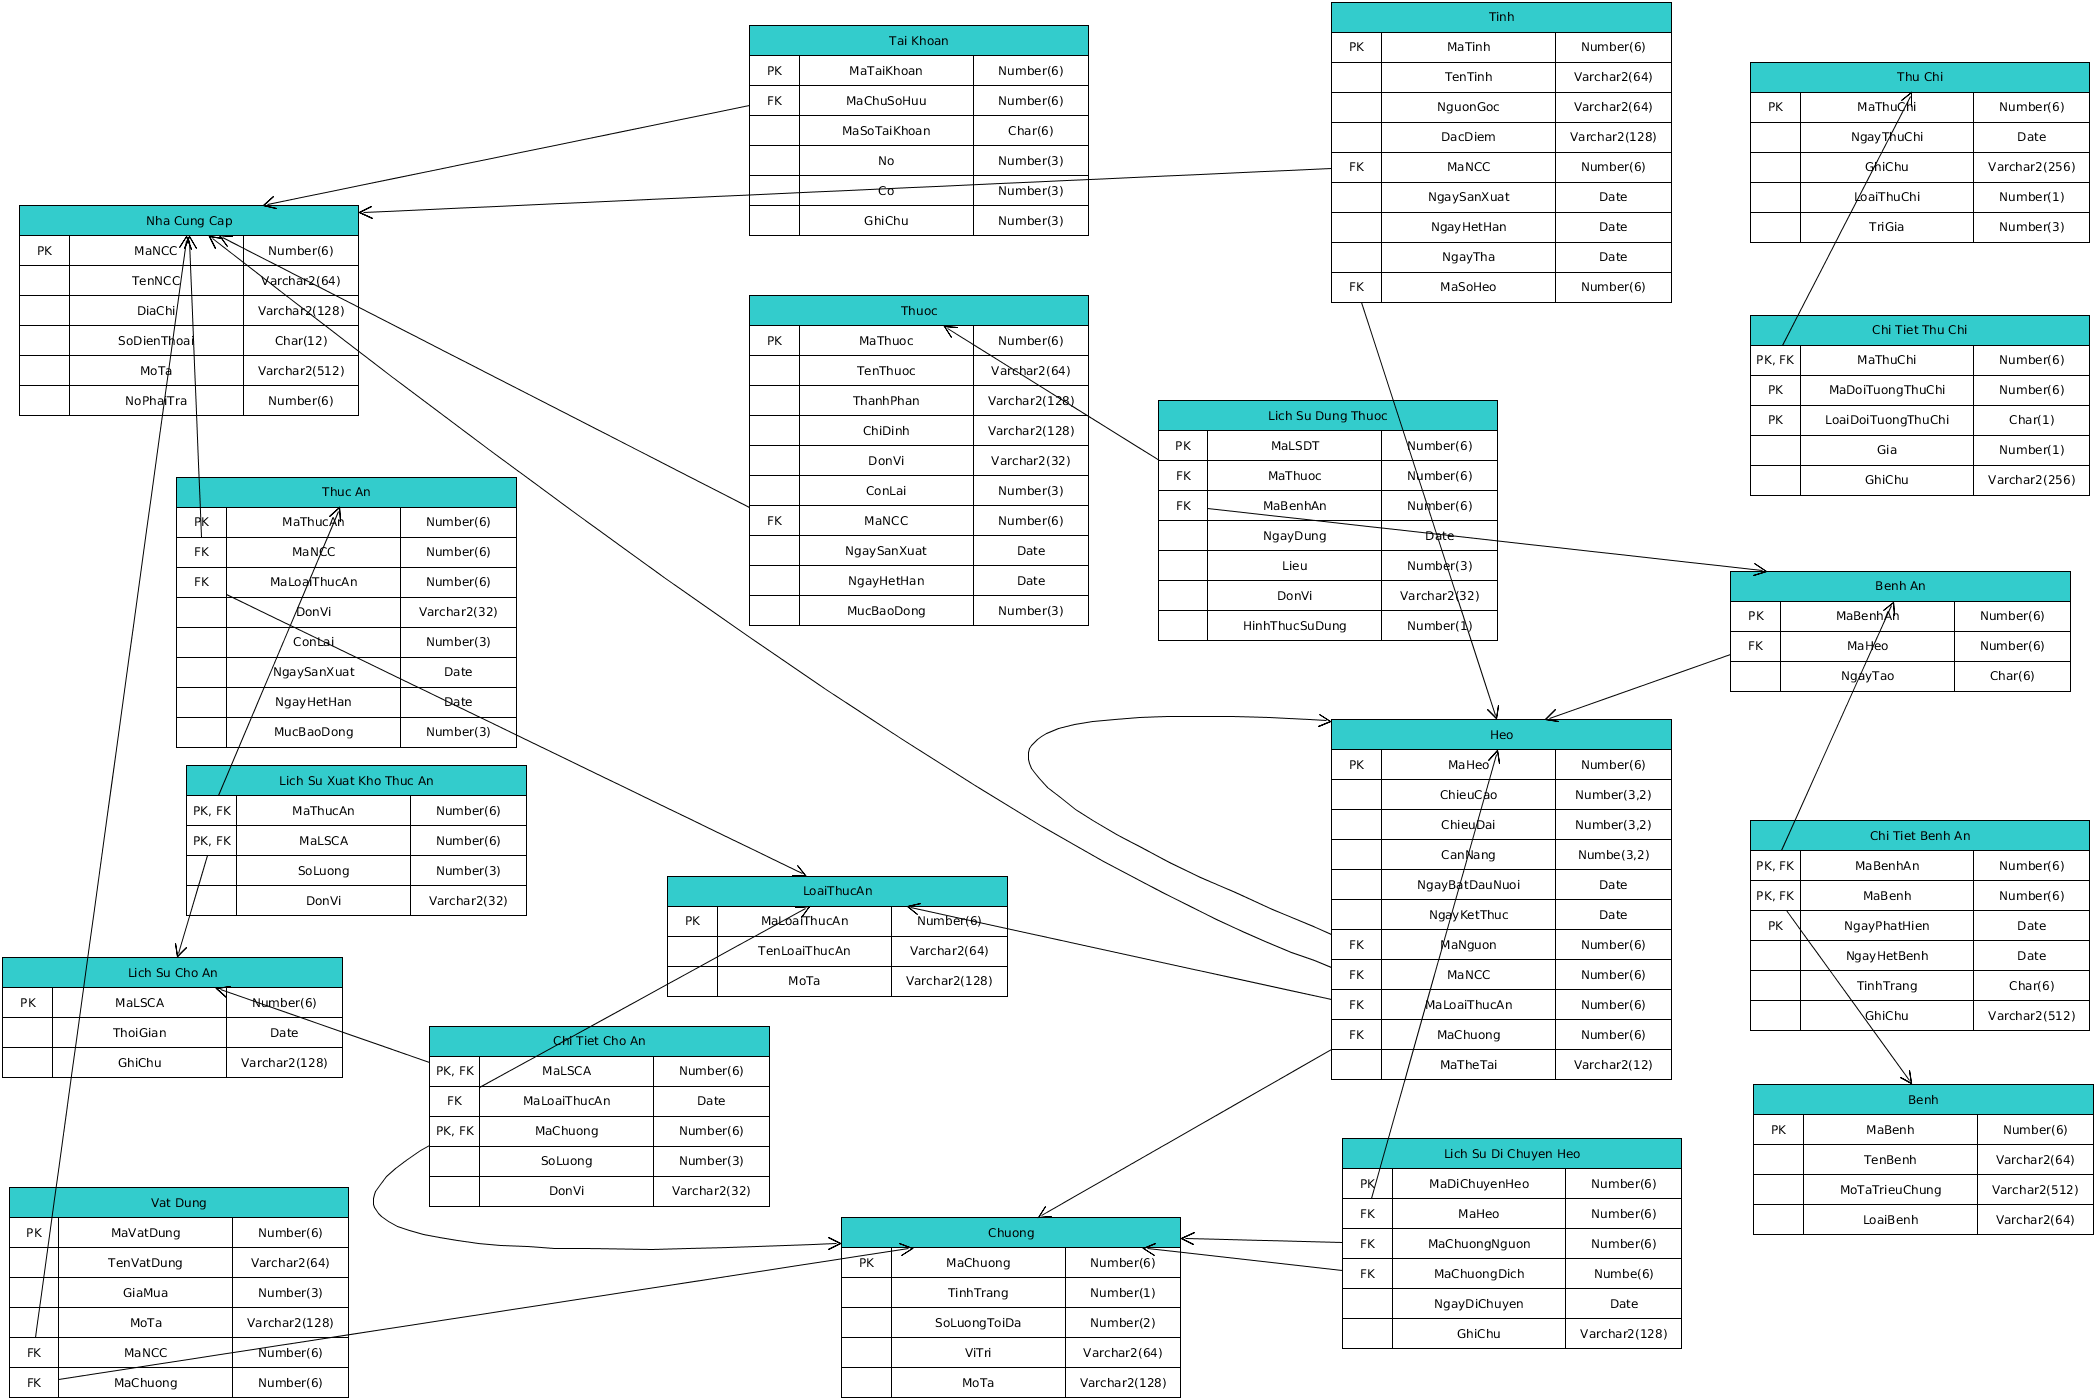 Tai Khoan
PK MaTaiKhoan Number(6)
FK MaChuSoHuu Number(6)
MaSoTaiKhoan Char(6)
No Number(3)
Co Number(3)
GhiChu Number(3)
Tinh
PK MaTinh Number(6)
TenTinh Varchar2(64)
NguonGoc Varchar2(64)
DacDiem Varchar2(128)
FK MaNCC Number(6)
NgaySanXuat Date
NgayHetHan Date
NgayTha Date
FK MaSoHeo Number(6)
Thu Chi
PK MaThuChi Number(6)
NgayThuChi Date
GhiChu Varchar2(256)
LoaiThuChi Number(1)
TriGia Number(3)
Nha Cung Cap
PK MaNCC Number(6)
TenNCC Varchar2(64)
DiaChi Varchar2(128)
SoDienThoai Char(12)
MoTa Varchar2(512)
NoPhaiTra Number(6)
Thuoc
PK MaThuoc Number(6)
TenThuoc Varchar2(64)
ThanhPhan Varchar2(128)
ChiDinh Varchar2(128)
DonVi Varchar2(32)
ConLai Number(3)
FK MaNCC Number(6)
NgaySanXuat Date
NgayHetHan Date
MucBaoDong Number(3)
Chi Tiet Thu Chi
PK, FK MaThuChi Number(6)
PK MaDoiTuongThuChi Number(6)
PK LoaiDoiTuongThuChi Char(1)
Gia Number(1)
GhiChu Varchar2(256)
Lich Su Dung Thuoc
PK MaLSDT Number(6)
FK MaThuoc Number(6)
FK MaBenhAn Number(6)
NgayDung Date
Lieu Number(3)
DonVi Varchar2(32)
HinhThucSuDung Number(1)
Thuc An
PK MaThucAn Number(6)
FK MaNCC Number(6)
FK MaLoaiThucAn Number(6)
DonVi Varchar2(32)
ConLai Number(3)
NgaySanXuat Date
NgayHetHan Date
MucBaoDong Number(3)
Benh An
PK MaBenhAn Number(6)
FK MaHeo Number(6)
NgayTao Char(6)
Heo
PK MaHeo Number(6)
ChieuCao Number(3,2)
ChieuDai Number(3,2)
CanNang Numbe(3,2)
NgayBatDauNuoi Date
NgayKetThuc Date
FK MaNguon Number(6)
FK MaNCC Number(6)
FK MaLoaiThucAn Number(6)
FK MaChuong Number(6)
MaTheTai Varchar2(12)
Lich Su Xuat Kho Thuc An
PK, FK MaThucAn Number(6)
PK, FK MaLSCA Number(6)
SoLuong Number(3)
DonVi Varchar2(32)
Chi Tiet Benh An
PK, FK MaBenhAn Number(6)
PK, FK MaBenh Number(6)
PK NgayPhatHien Date
NgayHetBenh Date
TinhTrang Char(6)
GhiChu Varchar2(512)
LoaiThucAn
PK MaLoaiThucAn Number(6)
TenLoaiThucAn Varchar2(64)
MoTa Varchar2(128)
Lich Su Cho An
PK MaLSCA Number(6)
ThoiGian Date
GhiChu Varchar2(128)
Chi Tiet Cho An
PK, FK MaLSCA Number(6)
FK MaLoaiThucAn Date
PK, FK MaChuong Number(6)
SoLuong Number(3)
DonVi Varchar2(32)
Benh
PK MaBenh Number(6)
TenBenh Varchar2(64)
MoTaTrieuChung Varchar2(512)
LoaiBenh Varchar2(64)
Lich Su Di Chuyen Heo
PK MaDiChuyenHeo Number(6)
FK MaHeo Number(6)
FK MaChuongNguon Number(6)
FK MaChuongDich Numbe(6)
NgayDiChuyen Date
GhiChu Varchar2(128)
Vat Dung
PK MaVatDung Number(6)
TenVatDung Varchar2(64)
GiaMua Number(3)
MoTa Varchar2(128)
FK MaNCC Number(6)
FK MaChuong Number(6)
Chuong
PK MaChuong Number(6)
TinhTrang Number(1)
SoLuongToiDa Number(2)
ViTri Varchar2(64)
MoTa Varchar2(128)